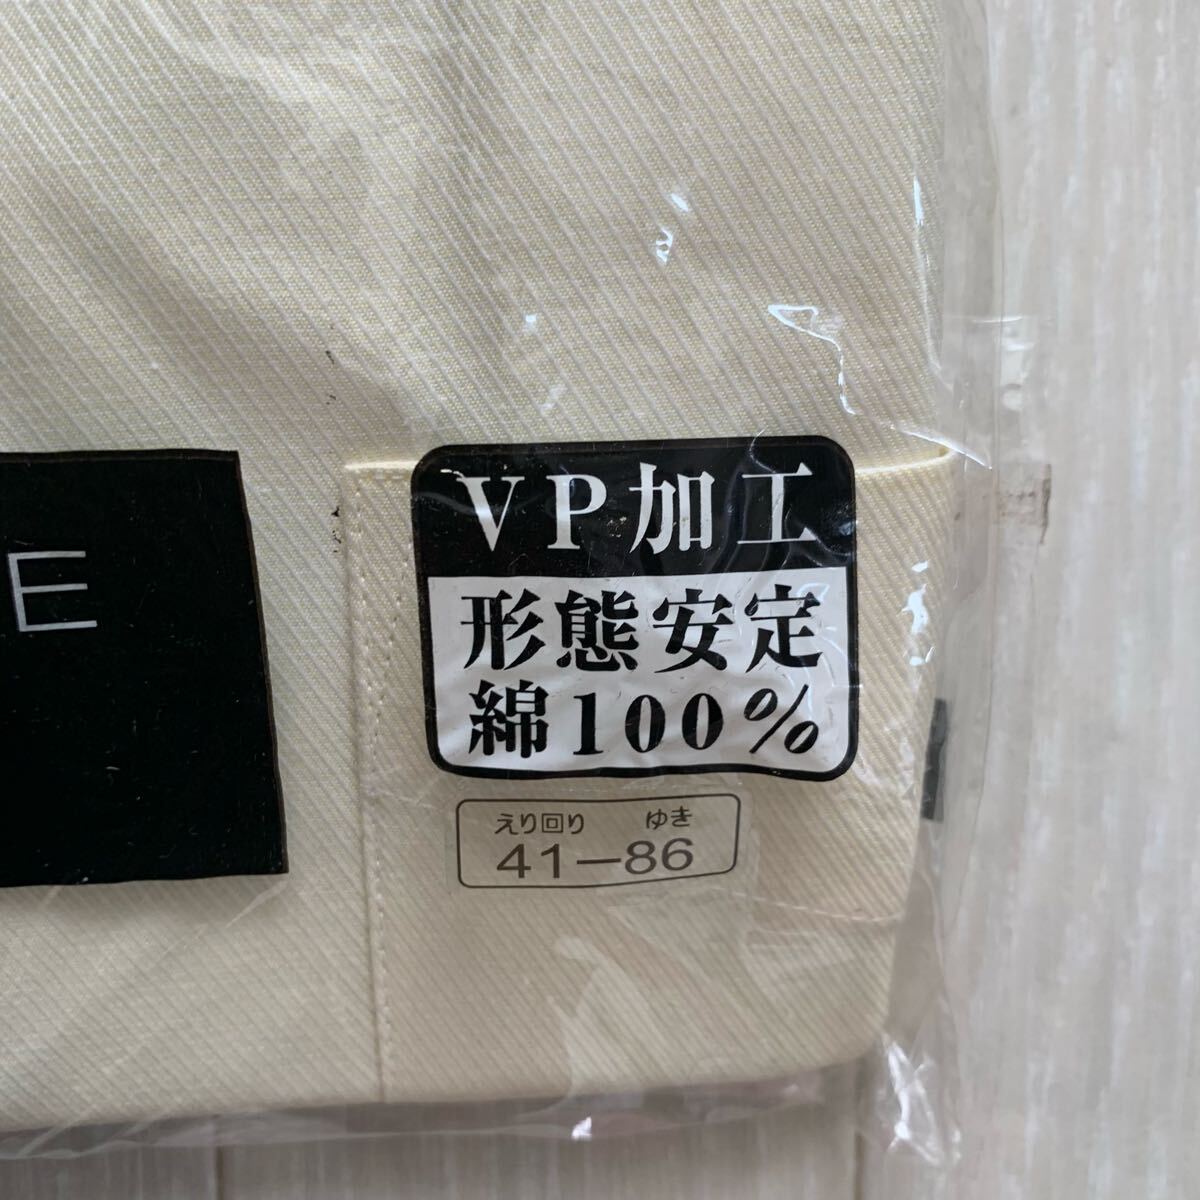 E
VP加工
形態安定
綿100%
えり回り ゆき
41-86